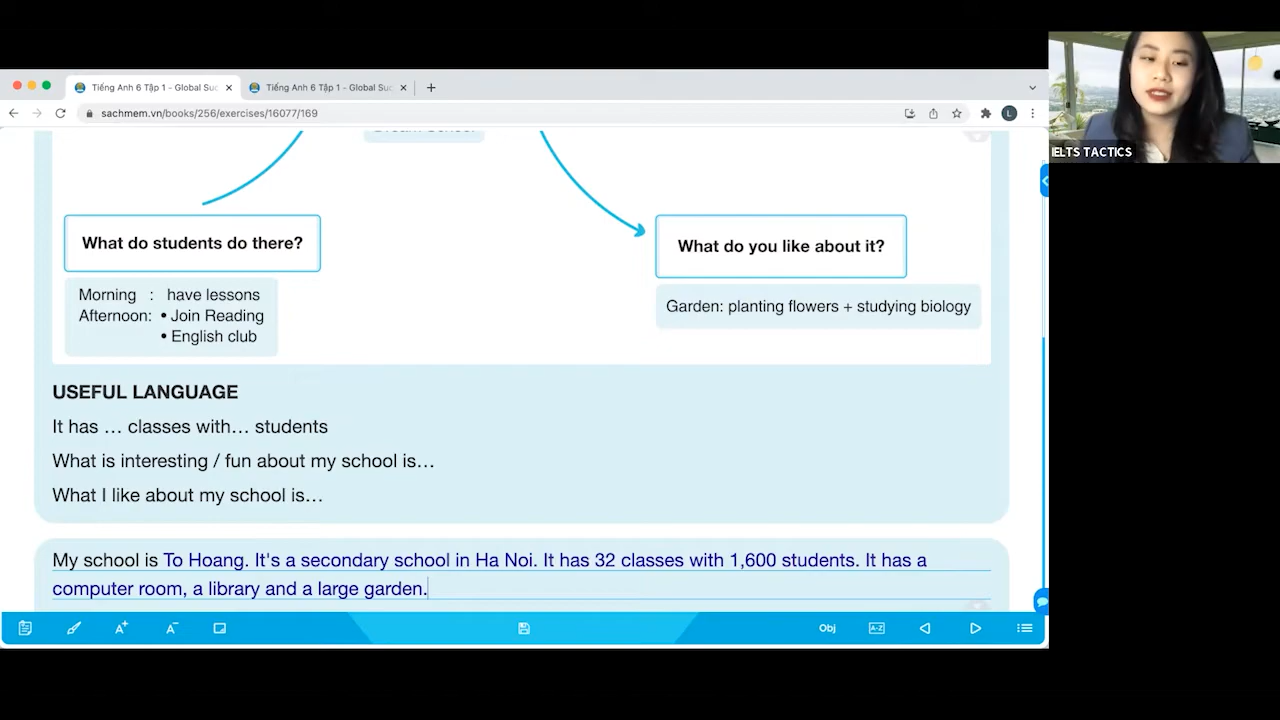 Tiếng Anh 6 Tập 1 - Global Suc
Tiếng Anh 6 Tập 1 - Global Suc
sachmem.vn/books/256/exercises/16077/169
L
IELTS TACTICS
Dream School
What do students do there?
What do you like about it?
Morning : have lessons
Afternoon: • Join Reading
• English club
Garden: planting flowers + studying biology
USEFUL LANGUAGE
It has … classes with… students
What is interesting / fun about my school is…
What I like about my school is…
My school is To Hoang. It's a secondary school in Ha Noi. It has 32 classes with 1,600 students. It has a
computer room, a library and a large garden.
A+
A-
Obj
A-Z